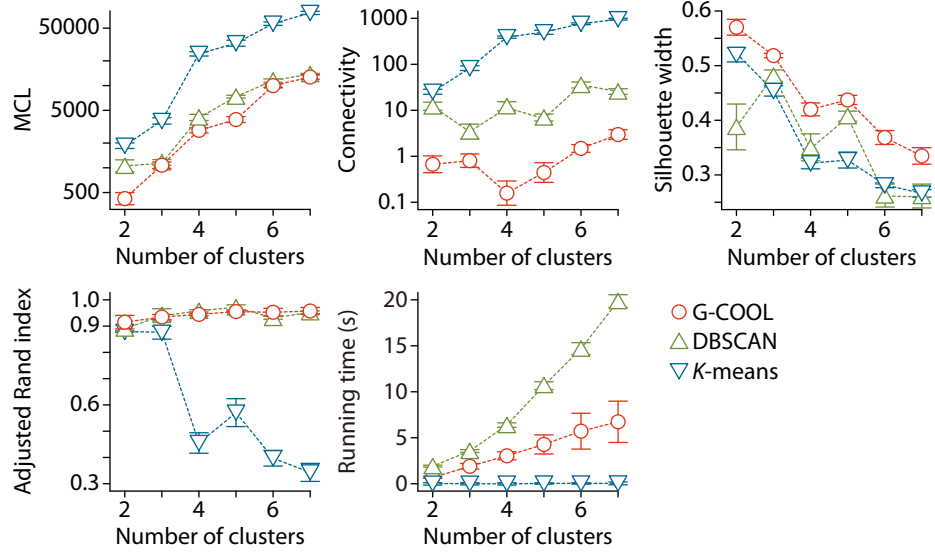 MCL
50000
5000
500
2
4
6
Number of clusters
Connectivity
1000
100
10
1
0.1
2
4
6
Number of clusters
Silhouette width
0.6
0.5
0.3
2
4
6
Number of clusters
Adjusted Rand index
1.0
0.9
0.6
0.3
2
4
6
Number of clusters
Running time (s)
20
15
10
5
0
2
4
6
Number of clusters
G-COOL
DBSCAN
K-means